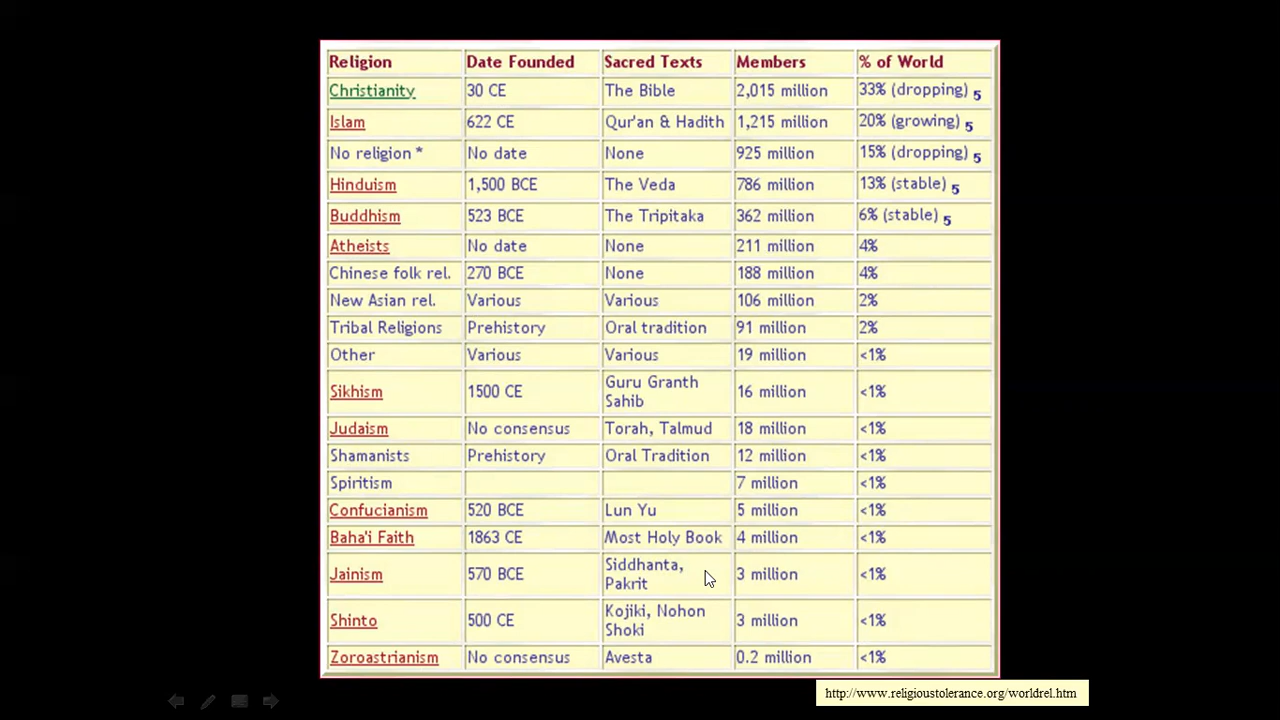 Religion Date Founded Sacred Texts Members % of World
Christianity 30 CE The Bible 2,015 million 33% (dropping) 5
Islam 622 CE Qur'an & Hadith 1,215 million 20% (growing) 5
No religion * No date None 925 million 15% (dropping) 5
Hinduism 1,500 BCE The Veda 786 million 13% (stable) 5
Buddhism 523 BCE The Tripitaka 362 million 6% (stable) 5
Atheists No date None 211 million 4%
Chinese folk rel. 270 BCE None 188 million 4%
New Asian rel. Various Various 106 million 2%
Tribal Religions Prehistory Oral tradition 91 million 2%
Other Various Various 19 million <1%
Sikhism 1500 CE Guru Granth Sahib 16 million <1%
Judaism No consensus Torah, Talmud 18 million <1%
Shamanists Prehistory Oral Tradition 12 million <1%
Spiritism 7 million <1%
Confucianism 520 BCE Lun Yu 5 million <1%
Baha'i Faith 1863 CE Most Holy Book 4 million <1%
Jainism 570 BCE Siddhanta, Pakrit 3 million <1%
Shinto 500 CE Kojiki, Nohon Shoki 3 million <1%
Zoroastrianism No consensus Avesta 0.2 million <1%
http://www.religioustolerance.org/worldrel.htm